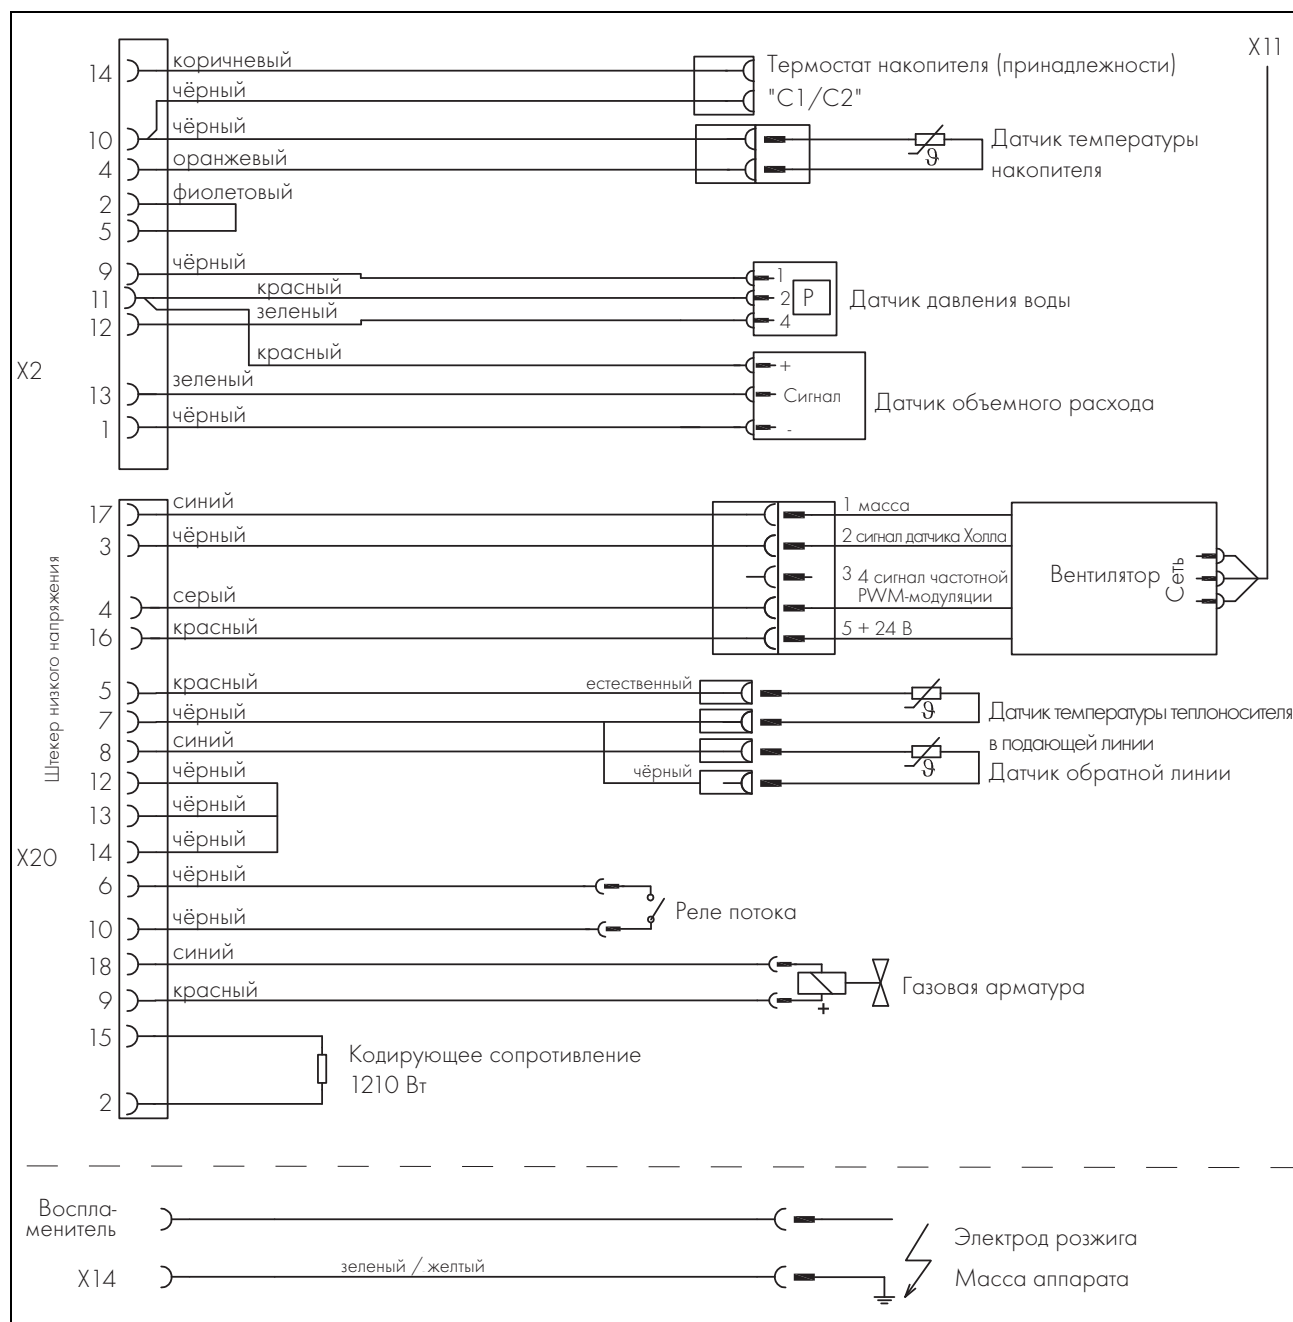 X11
14 коричневый
Термостат накопителя (принадлежности)
"C1/C2"
чёрный
10 чёрный
Датчик температуры
накопителя
ϑ
4 оранжевый
2 фиолетовый
5
9 чёрный
1
11 красный
2
P
Датчик давления воды
12 зеленый
4
X2
красный
+
13 зеленый
Сигнал
Датчик объемного расхода
1 чёрный
-
Штекер низкого напряжения
17 синий
1 масса
3 чёрный
2 сигнал датчика Холла
3
4 сигнал частотной
PWM-модуляции
Вентилятор
Сеть
4 серый
16 красный
5 + 24 В
5 красный
естественный
ϑ
7 чёрный
Датчик температуры теплоносителя
в подающей линии
8 синий
ϑ
Датчик обратной линии
12 чёрный
чёрный
13 чёрный
X20
14 чёрный
6 чёрный
Реле потока
10 чёрный
18 синий
Газовая арматура
9 красный
+
15
Кодирующее сопротивление
1210 Вт
2
Воспла-
менитель
Электрод розжига
X14
зеленый / желтый
Масса аппарата